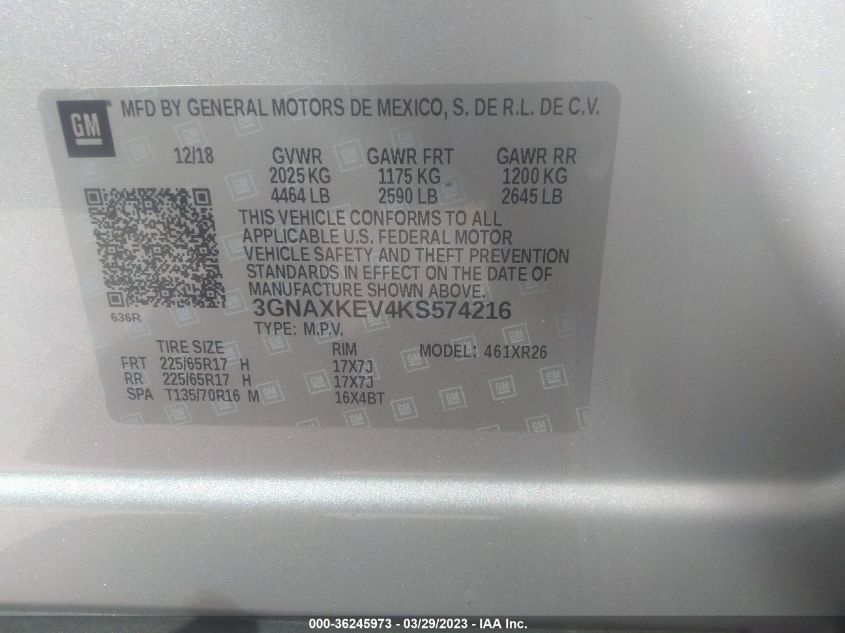 GM
MFD BY GENERAL MOTORS DE MEXICO, S. DE R.L. DE C.V.
12/18 GVWR GAWR FRT GAWR RR
2025 KG 1175 KG 1200 KG
4464 LB 2590 LB 2645 LB
THIS VEHICLE CONFORMS TO ALL
APPLICABLE U.S. FEDERAL MOTOR
VEHICLE SAFETY AND THEFT PREVENTION
STANDARDS IN EFFECT ON THE DATE OF
MANUFACTURE SHOWN ABOVE.
3GNAXKEV4KS574216
636R
TYPE: M.P.V.
TIRE SIZE RIM MODEL: 461XR26
FRT 225/65R17 H 17X7J
RR 225/65R17 H 17X7J
SPA T135/70R16 M 16X4BT
000-36245973 - 03/29/2023 - IAA Inc.